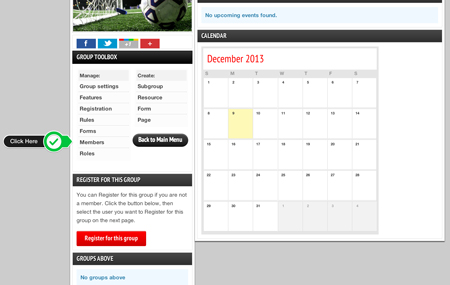 No upcoming events found.
CALENDAR
December 2013
S M T W T F S
1 2 3 4 5 6 7
8 9 10 11 12 13 14
15 16 17 18 19 20 21
22 23 24 25 26 27 28
29 30 31 1 2 3 4
GROUP TOOLBOX
Manage:
Group settings
Features
Registration
Rules
Forms
Members
Roles
Create:
Subgroup
Resource
Form
Page
Back to Main Menu
Click Here
REGISTER FOR THIS GROUP
You can Register for this group if you are not
a member. Click the button below, then
select the user you want to Register for this
group on the next page.
Register for this group
GROUPS ABOVE
No groups above